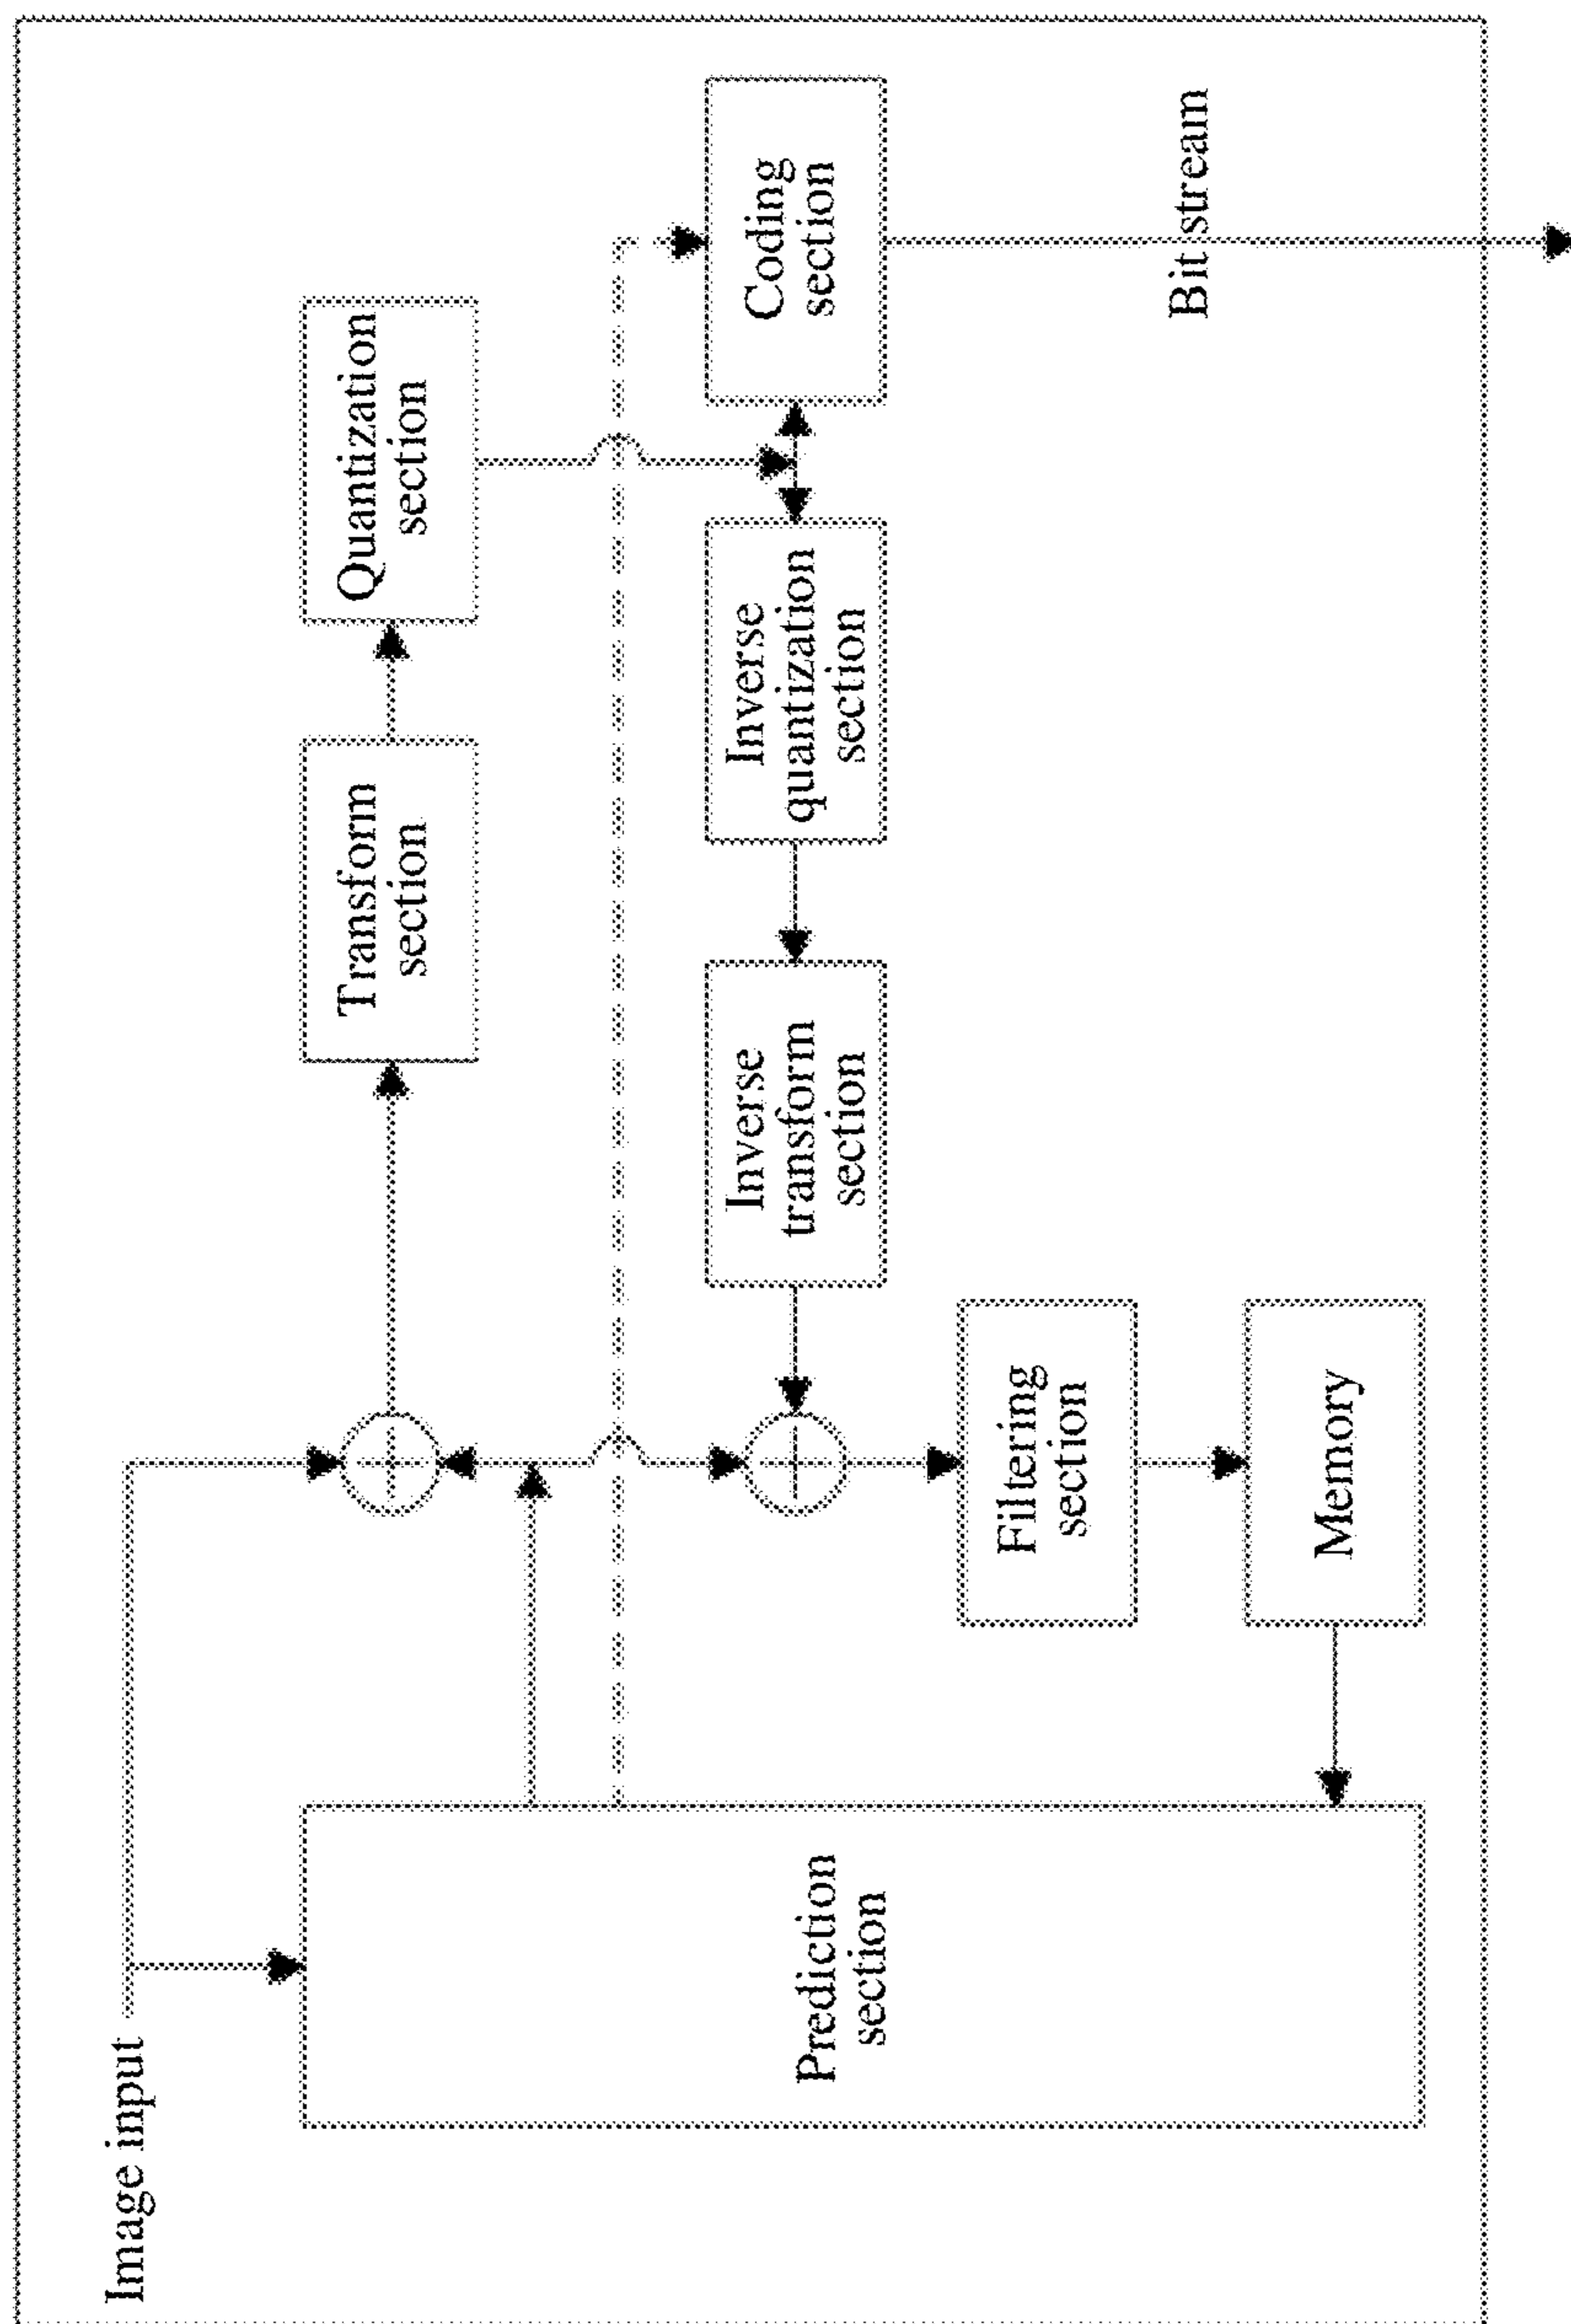 Image input
Prediction
section
Transform
section
Quantization
section
Coding
section
Inverse
quantization
section
Inverse
transform
section
Filtering
section
Memory
Bit stream